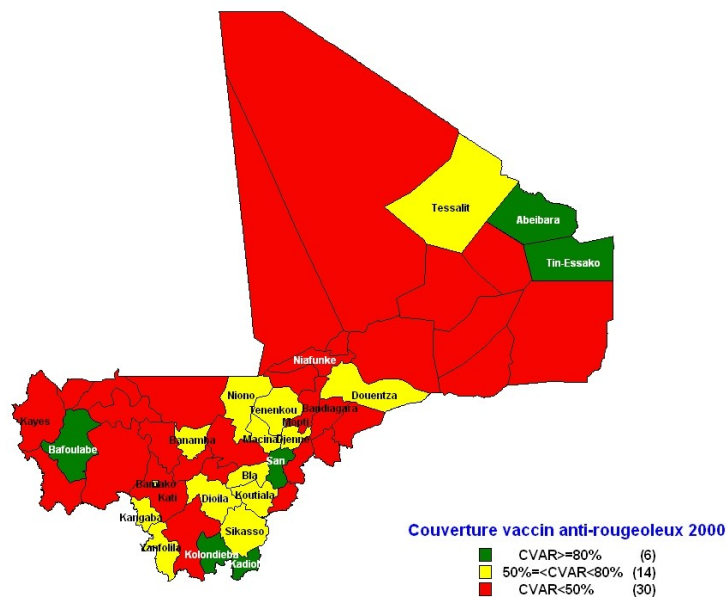 Tessalit
Abeibara
Tin-Essako
Niafunke
Douentza
Niono
Tenenkou
Bandiagara
Kayes
Mopti
Banamba
Macina
Djenne
Bafoulabe
San
Bla
Bamako
Kati
Dioila
Koutiala
Kangaba
Sikasso
Yanfolila
Kolondieba
Kadiol
Couverture vaccin anti-rougeoleux 2000
CVAR>=80% (6)
50%=<CVAR<80% (14)
CVAR<50% (30)